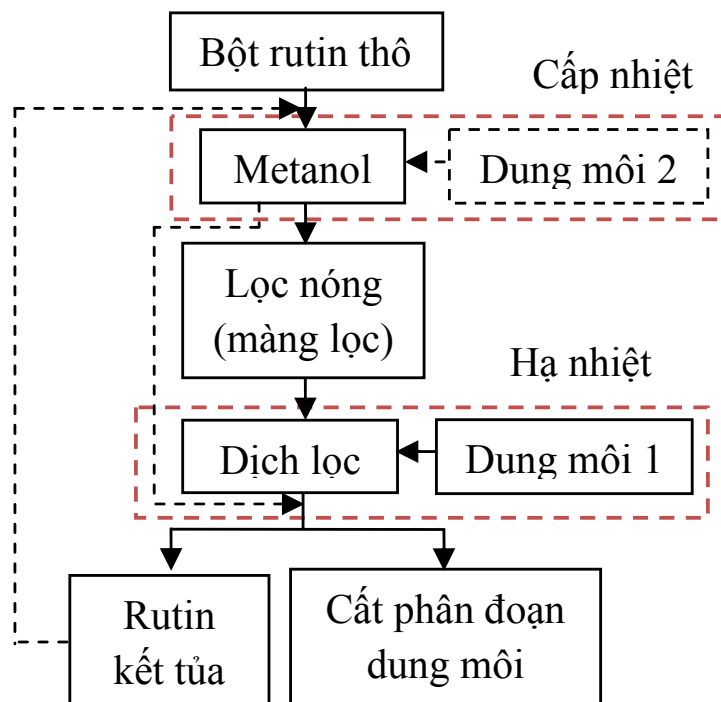 Bột rutin thô
Cấp nhiệt
Metanol
Dung môi 2
Lọc nóng
(màng lọc)
Hạ nhiệt
Dịch lọc
Dung môi 1
Rutin
kết tủa
Cất phân đoạn
dung môi